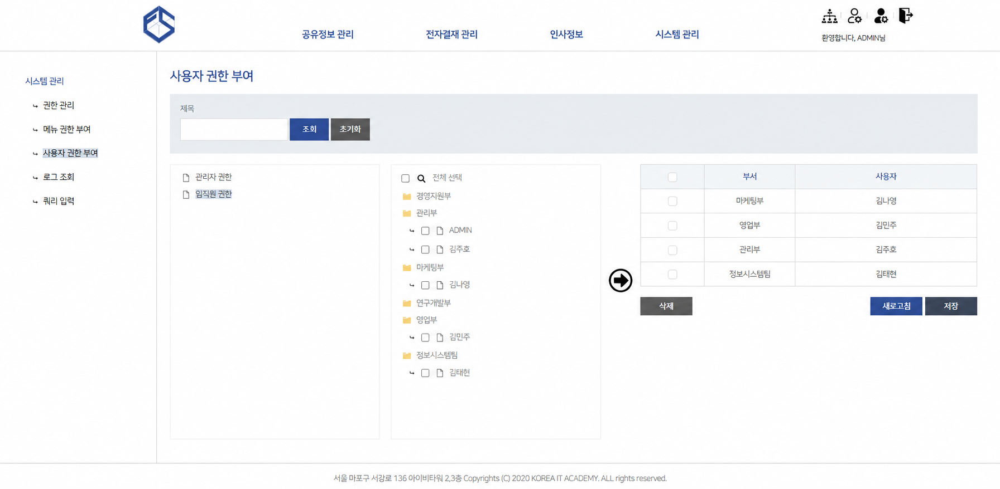 공유정보 관리
전자결재 관리
인사정보
시스템 관리
환영합니다, ADMIN님
시스템 관리
권한 관리
메뉴 권한 부여
사용자 권한 부여
로그 조회
쿼리 입력
사용자 권한 부여
제목
조회
초기화
관리자 권한
임직원 권한
전체 선택
경영지원부
관리부
ADMIN
김주호
마케팅부
김나영
연구개발부
영업부
김민주
정보시스템팀
김태현
부서 사용자
마케팅부 김나영
영업부 김민주
관리부 김주호
정보시스템팀 김태현
삭제
새로고침
저장
서울 마포구 서강로 136 아이비타워 2,3층 Copyrights (C) 2020 KOREA IT ACADEMY. ALL rights reserved.